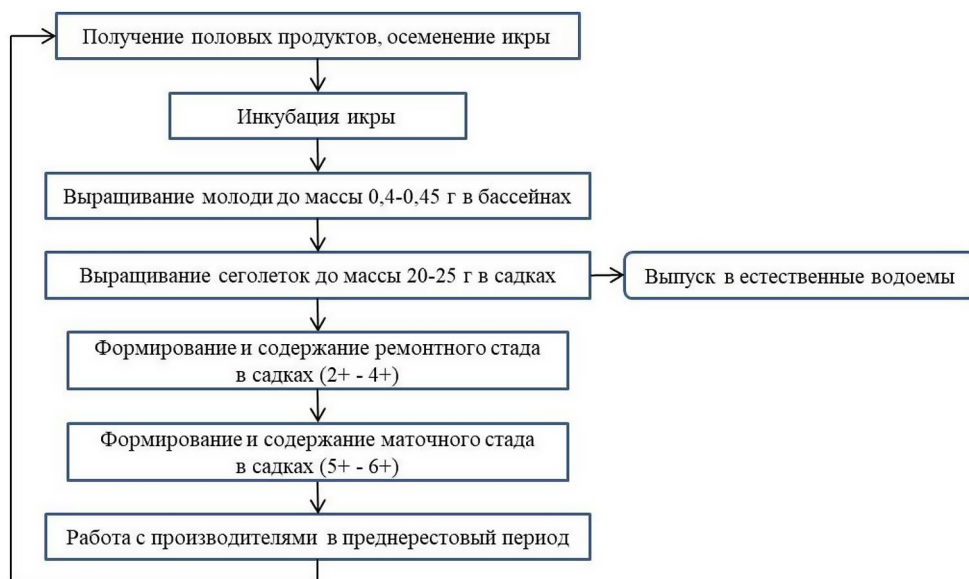 Получение половых продуктов, осеменение икры
Инкубация икры
Выращивание молоди до массы 0,4-0,45 г в бассейнах
Выращивание сеголеток до массы 20-25 г в садках
Выпуск в естественные водоемы
Формирование и содержание ремонтного стада
в садках (2+ - 4+)
Формирование и содержание маточного стада
в садках (5+ - 6+)
Работа с производителями в преднерестовый период